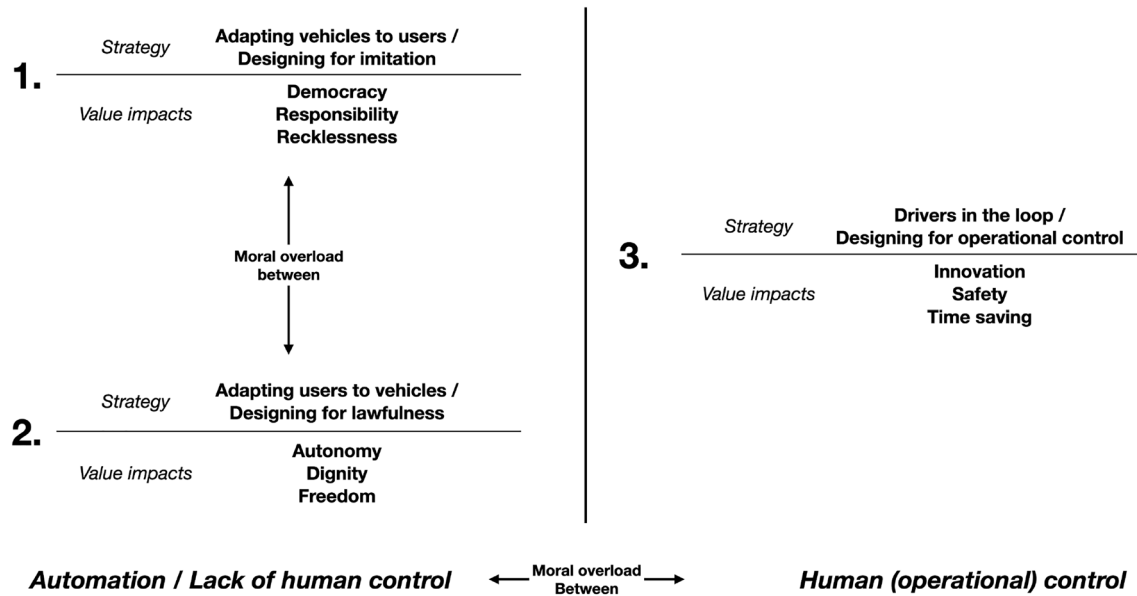 1.
Strategy
Adapting vehicles to users /
Designing for imitation
Value impacts
Democracy
Responsibility
Recklessness
Moral overload
between
2.
Strategy
Adapting users to vehicles /
Designing for lawfulness
Value impacts
Autonomy
Dignity
Freedom
3.
Strategy
Drivers in the loop /
Designing for operational control
Value impacts
Innovation
Safety
Time saving
Automation / Lack of human control
Moral overload
Between
Human (operational) control